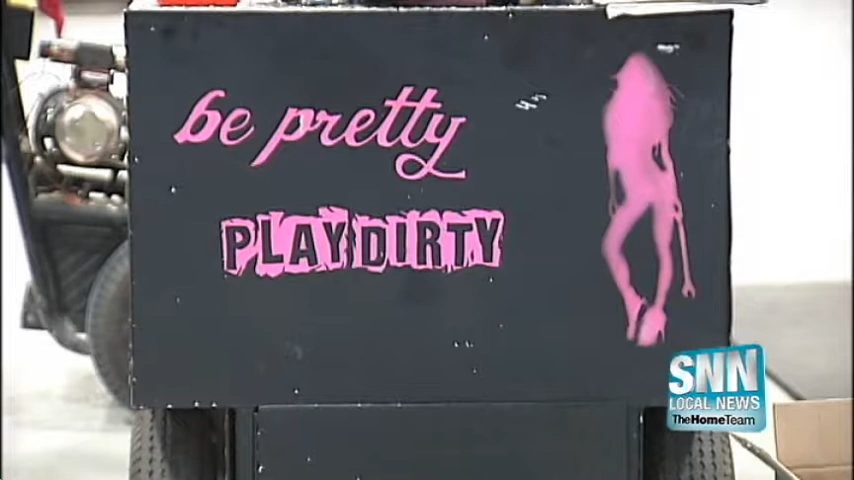 be pretty
PLAY DIRTY
SNN
LOCAL NEWS
TheHomeTeam